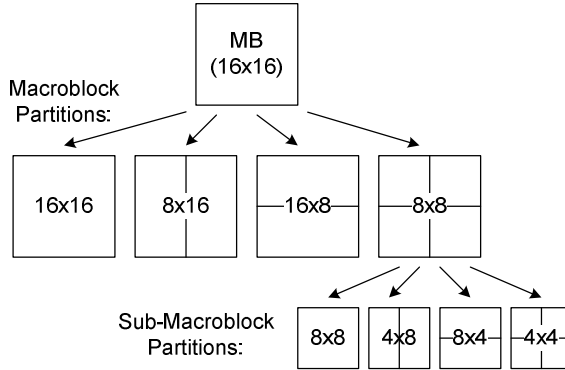 MB
(16x16)
Macroblock
Partitions:
16x16
8x16
16x8
8x8
Sub-Macroblock
Partitions:
8x8
4x8
8x4
4x4